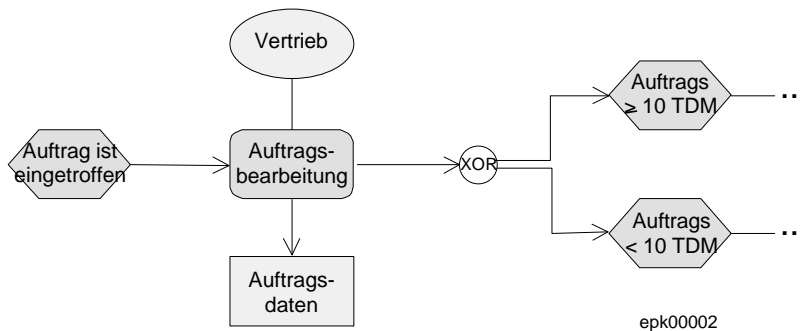 Vertrieb
Auftrag ist
eingetroffen
Auftrags-
bearbeitung
XOR
Auftrags
≥ 10 TDM
..
Auftrags
< 10 TDM
..
Auftrags-
daten
epk00002